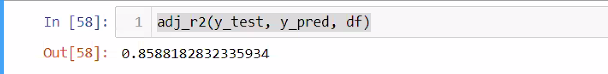 In [58]: 1 adj_r2(y_test, y_pred, df)
Out[58]: 0.8588182832335934